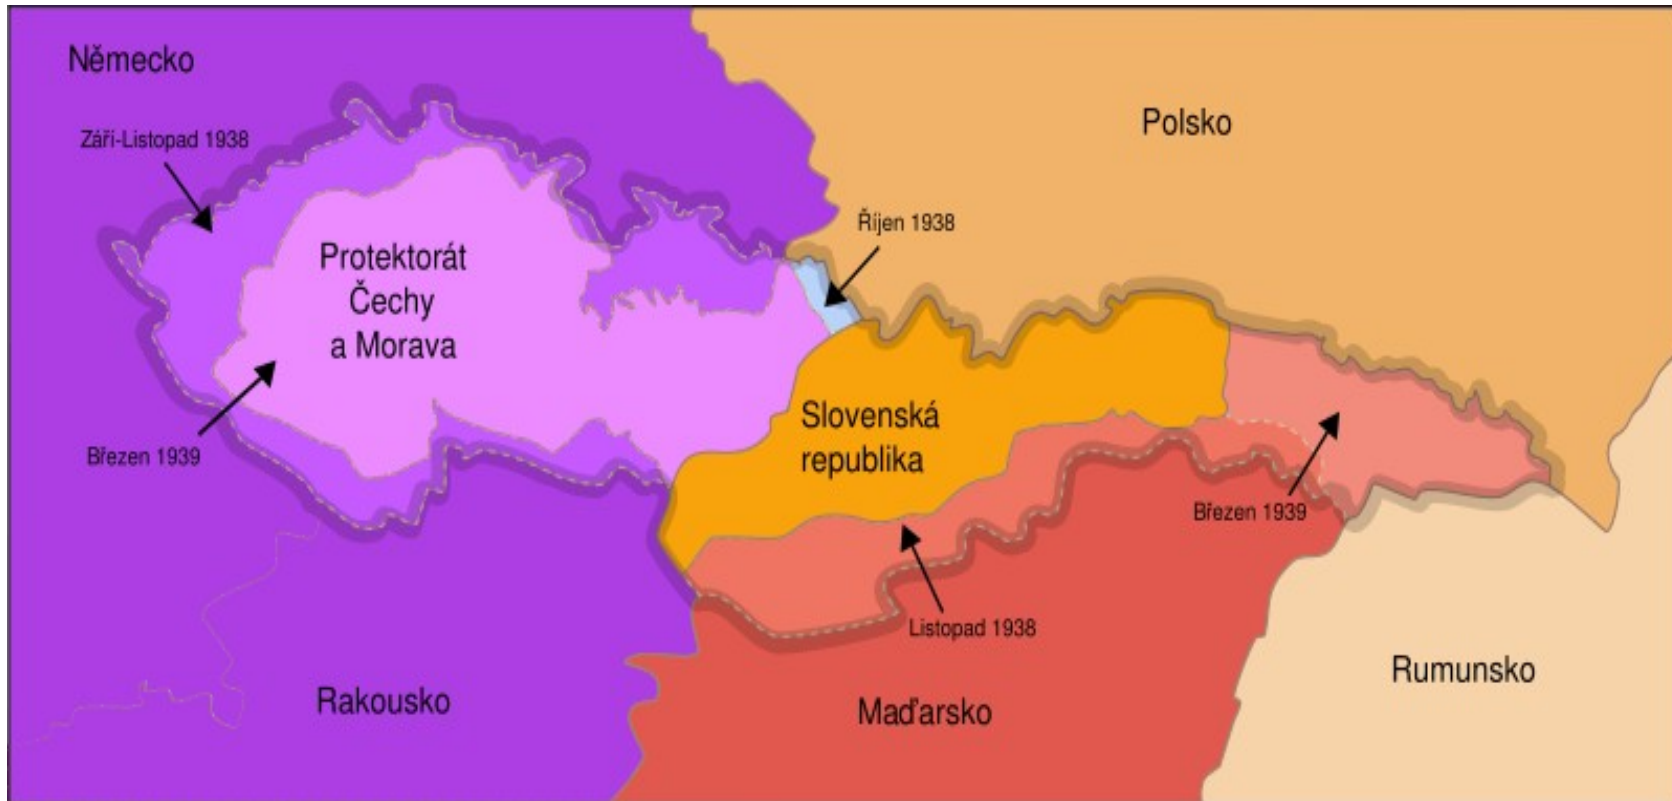 Německo
Září-Listopad 1938
Polsko
Říjen 1938
Protektorát
Čechy
a Morava
Slovenská
republika
Březen 1939
Březen 1939
Listopad 1938
Rakousko
Maďarsko
Rumunsko